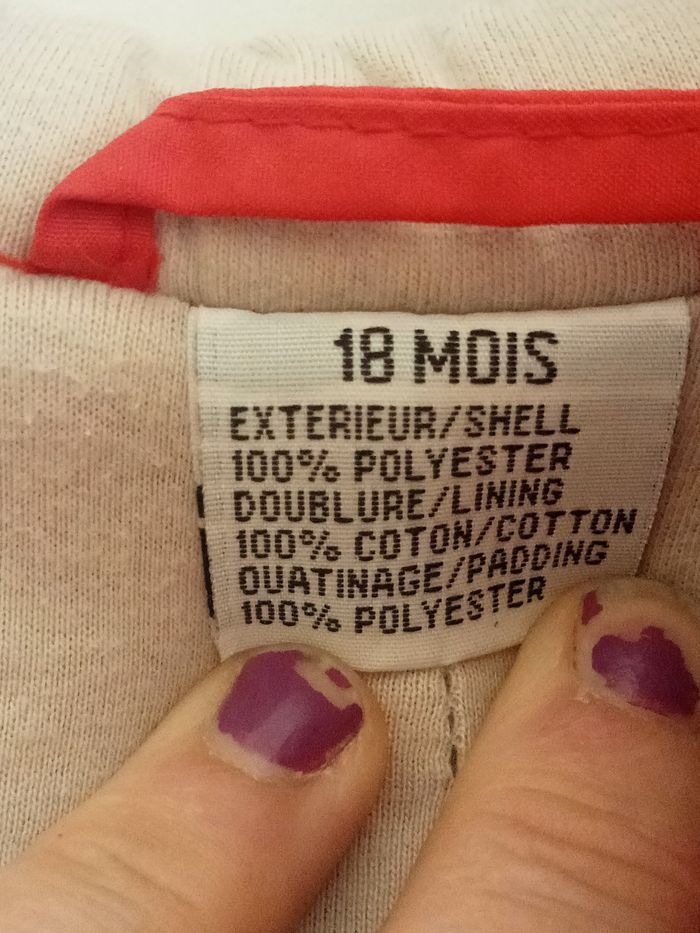 18 MOIS
EXTERIEUR/SHELL
100% POLYESTER
DOUBLURE/LINING
100% COTON/COTTON
OUATINAGE/PADDING
100% POLYESTER